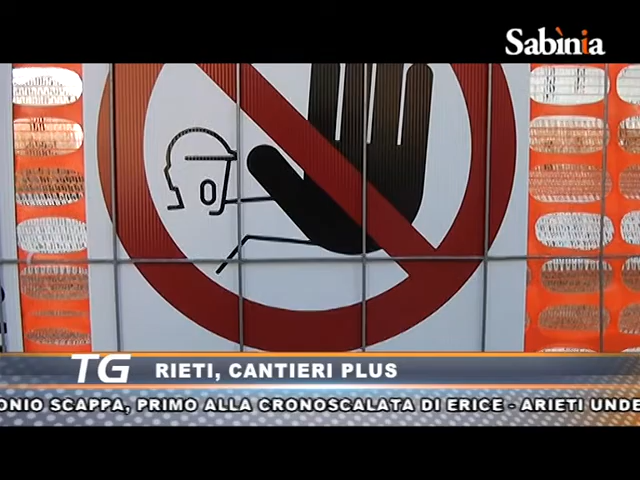 Sabìnia
TG RIETI, CANTIERI PLUS
ONIO SCAPPA, PRIMO ALLA CRONOSCALATA DI ERICE - ARIETI UNDE